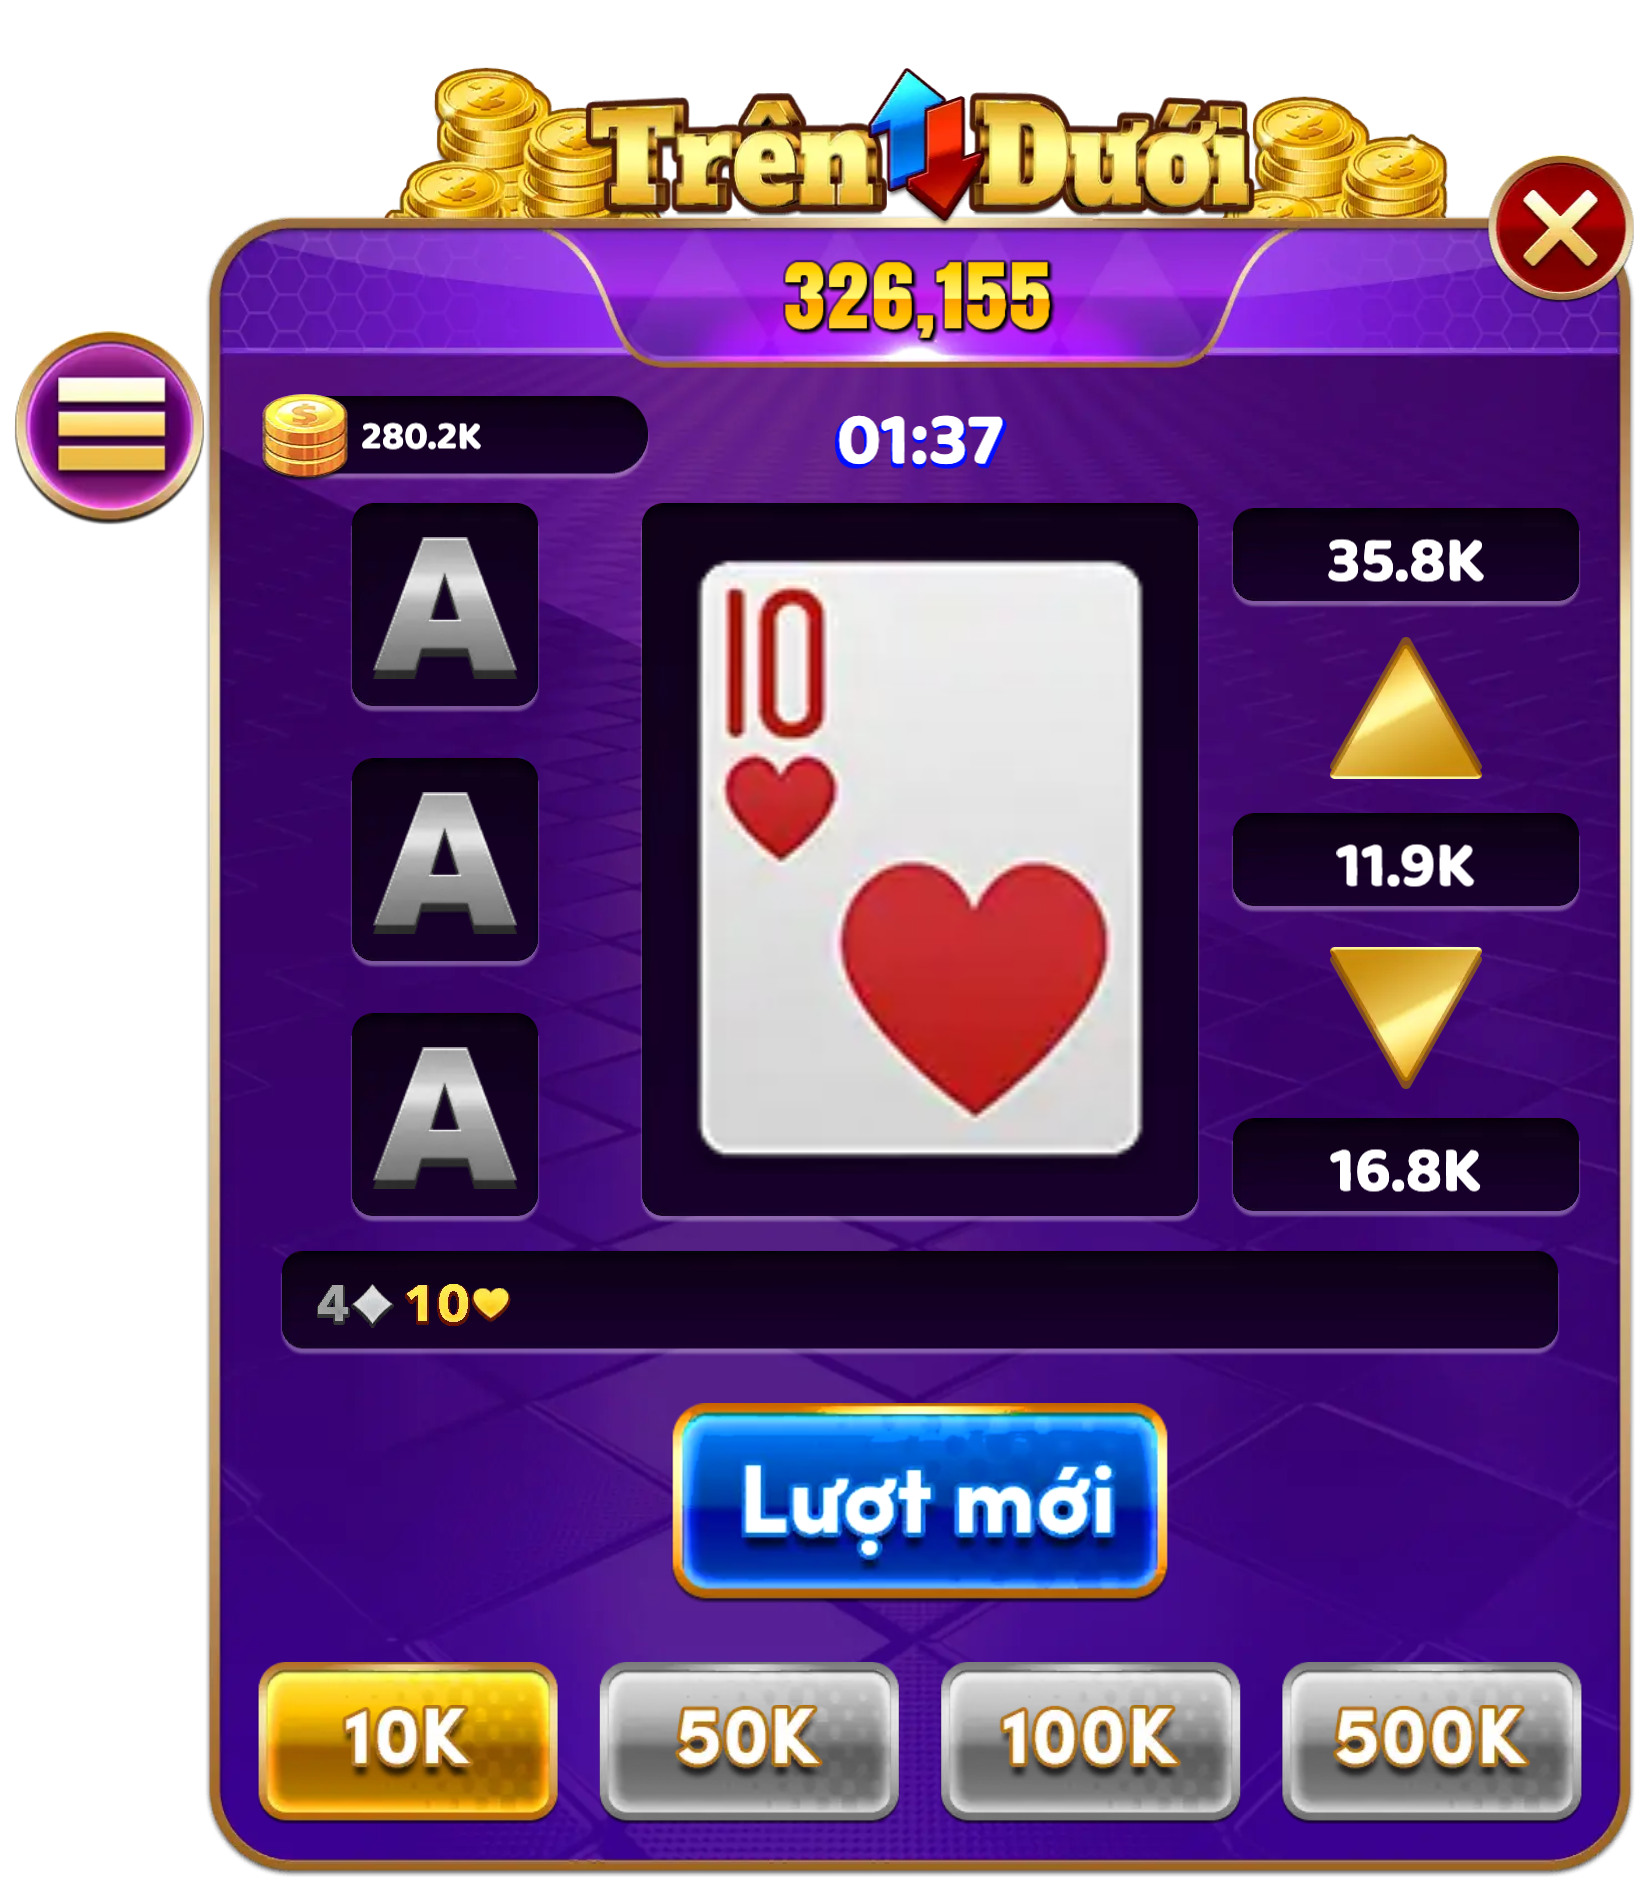 Trên Dưới
326,155
280.2K
01:37
A
A
A
10
35.8K
11.9K
16.8K
4♦ 10♥
Lượt mới
10K 50K 100K 500K